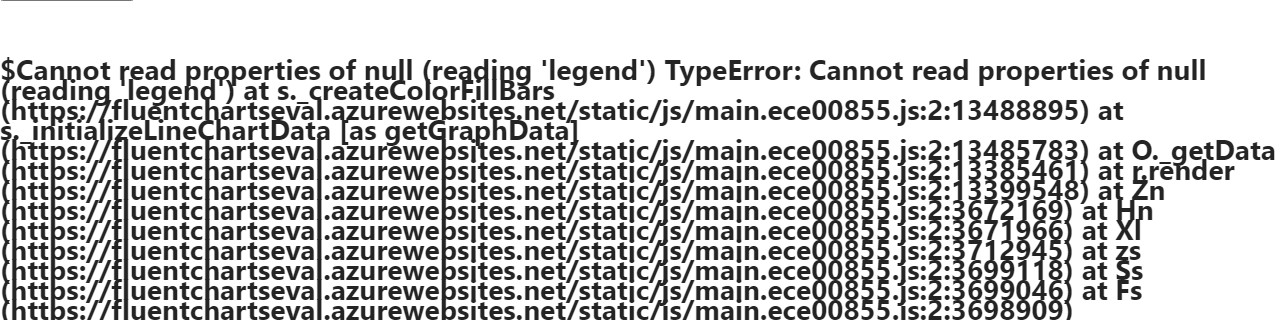 $Cannot read properties of null (reading 'legend') TypeError: Cannot read properties of null
(reading 'legend') at s._createColorFillBars
(https://fluentchartseval.azurewebsites.net/static/js/main.ece00855.js:2:13488895) at
s._initializeLineChartData [as getGraphData]
(https://fluentchartseval.azurewebsites.net/static/js/main.ece00855.js:2:13485783) at O._getData
(https://fluentchartseval.azurewebsites.net/static/js/main.ece00855.js:2:13385461) at r.render
(https://fluentchartseval.azurewebsites.net/static/js/main.ece00855.js:2:13399548) at Zn
(https://fluentchartseval.azurewebsites.net/static/js/main.ece00855.js:2:3672169) at Hn
(https://fluentchartseval.azurewebsites.net/static/js/main.ece00855.js:2:3671966) at Xl
(https://fluentchartseval.azurewebsites.net/static/js/main.ece00855.js:2:3712945) at zs
(https://fluentchartseval.azurewebsites.net/static/js/main.ece00855.js:2:3699118) at Ss
(https://fluentchartseval.azurewebsites.net/static/js/main.ece00855.js:2:3699046) at Fs
(https://fluentchartseval.azurewebsites.net/static/js/main.ece00855.js:2:3698909)